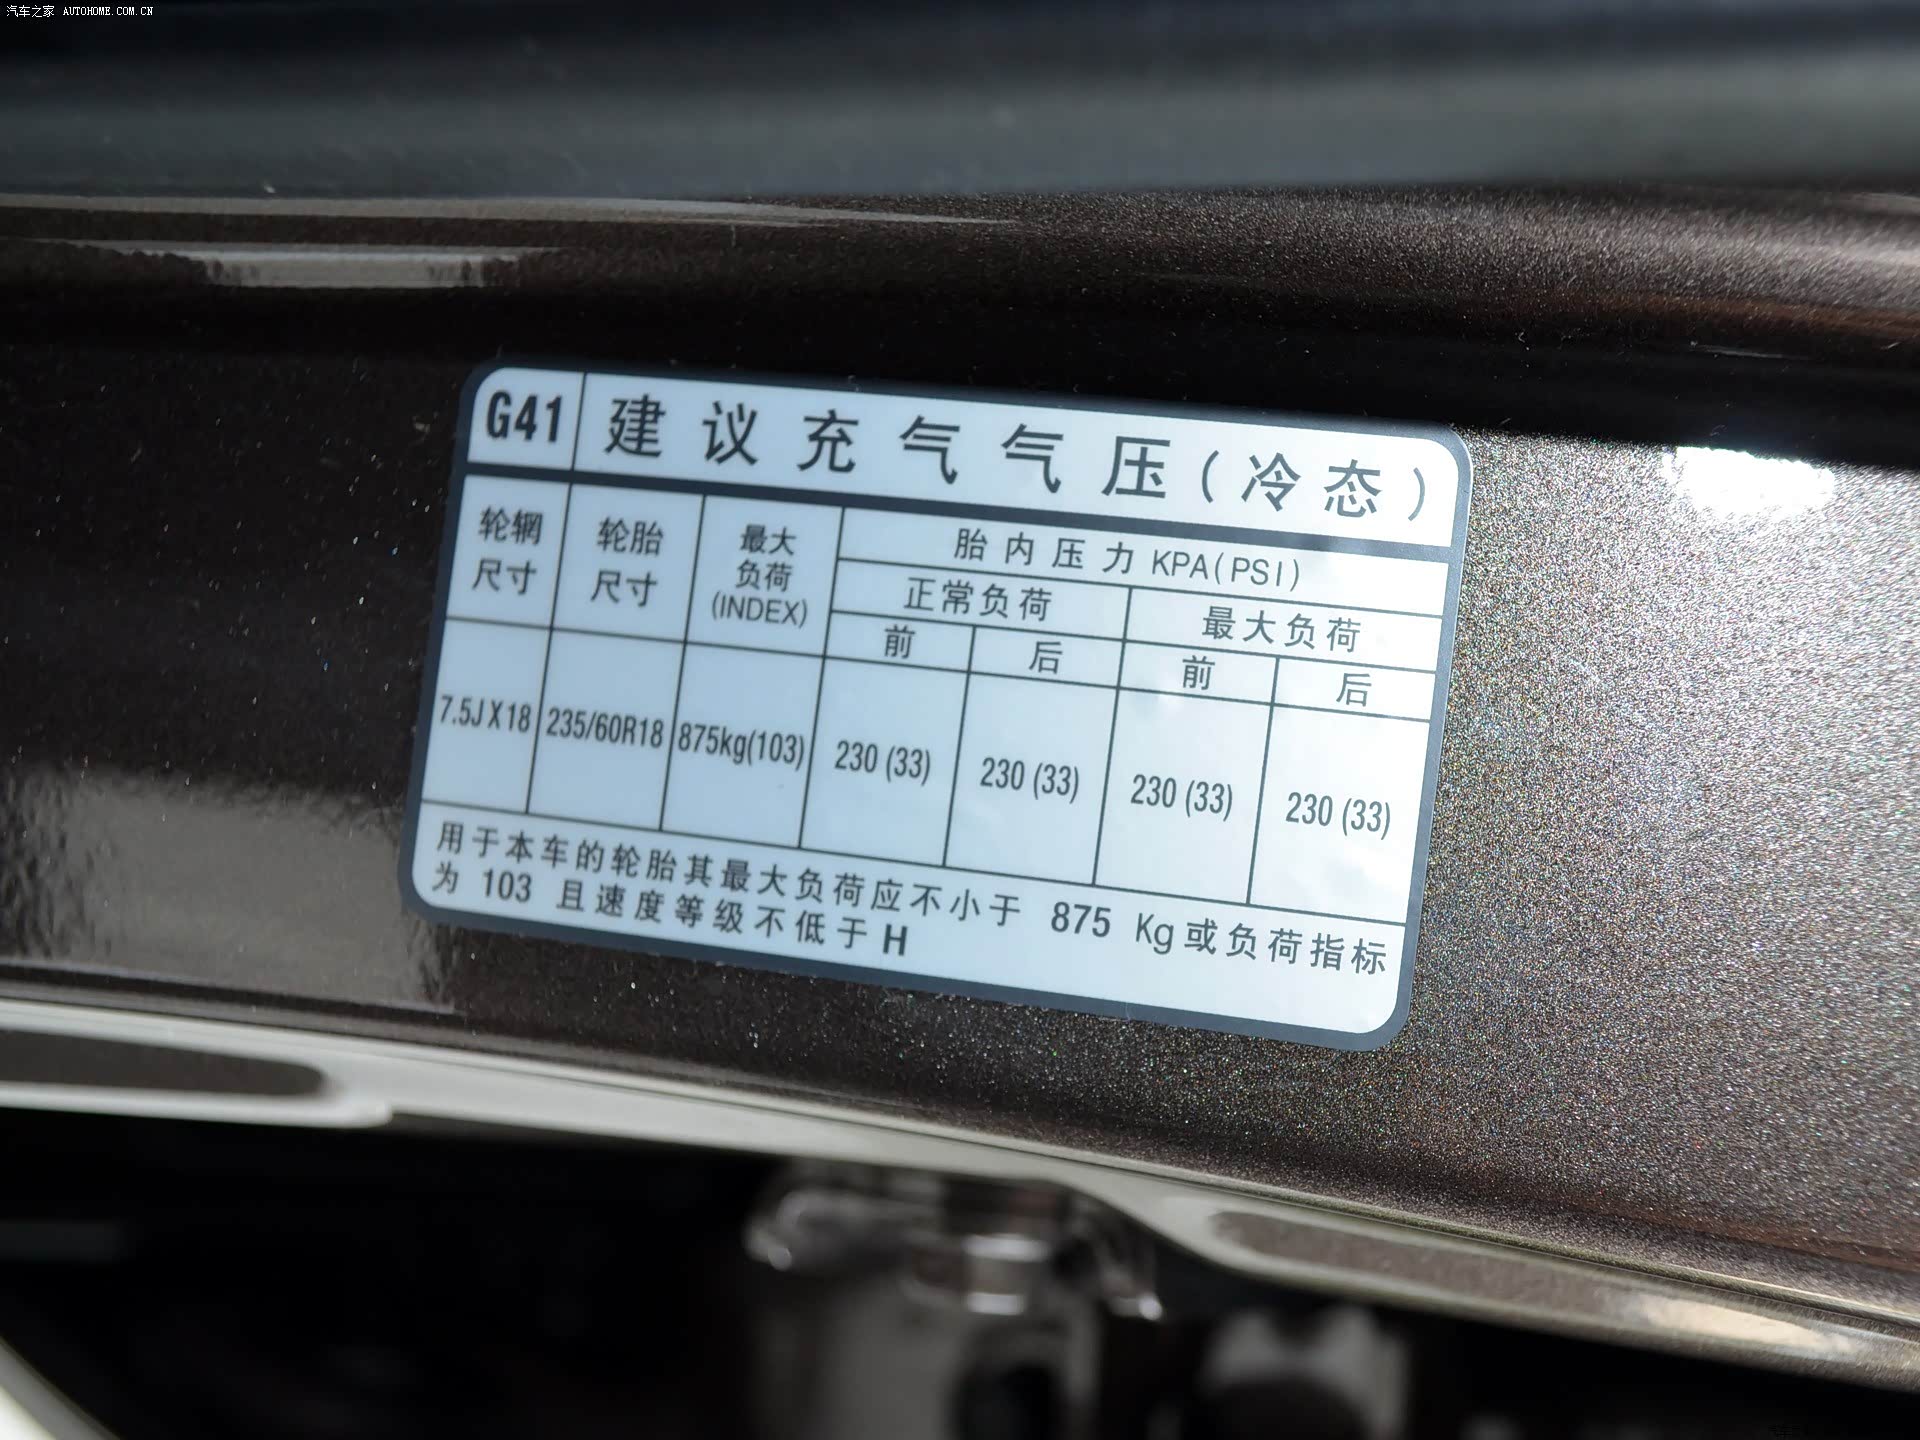 汽车之家 AUTOHOME.COM.CN
G41 建议充气气压(冷态)
轮辋尺寸 轮胎尺寸 最大负荷(INDEX) 胎内压力 KPA(PSI)
正常负荷 最大负荷
前 后 前 后
7.5JX18 235/60R18 875kg(103) 230 (33) 230 (33) 230 (33) 230 (33)
用于本车的轮胎其最大负荷应不小于 875 Kg或负荷指标
为 103 且速度等级不低于H